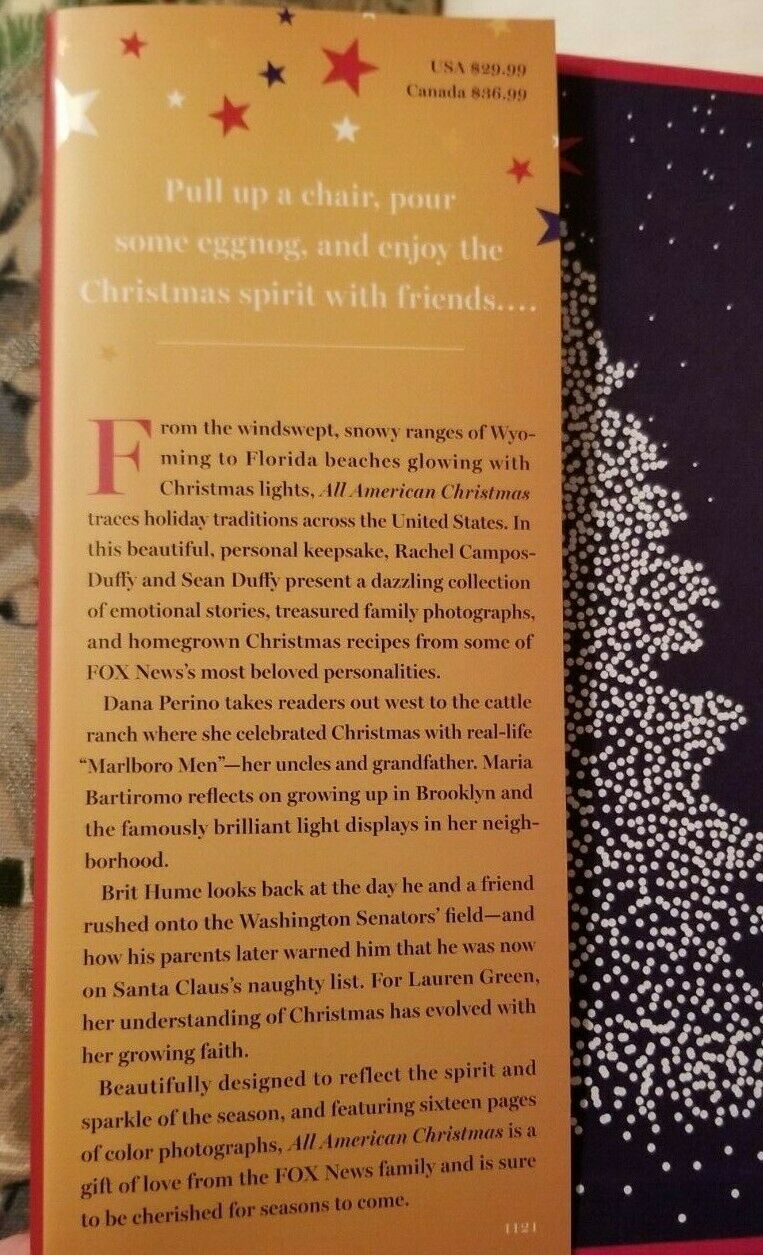 USA $29.99
Canada $36.99
Pull up a chair, pour
some eggnog, and enjoy the
Christmas spirit with friends....
From the windswept, snowy ranges of Wyo-
ming to Florida beaches glowing with
Christmas lights, All American Christmas
traces holiday traditions across the United States. In
this beautiful, personal keepsake, Rachel Campos-
Duffy and Sean Duffy present a dazzling collection
of emotional stories, treasured family photographs,
and homegrown Christmas recipes from some of
FOX News's most beloved personalities.
Dana Perino takes readers out west to the cattle
ranch where she celebrated Christmas with real-life
“Marlboro Men”—her uncles and grandfather. Maria
Bartiromo reflects on growing up in Brooklyn and
the famously brilliant light displays in her neigh-
borhood.
Brit Hume looks back at the day he and a friend
rushed onto the Washington Senators' field—and
how his parents later warned him that he was now
on Santa Claus's naughty list. For Lauren Green,
her understanding of Christmas has evolved with
her growing faith.
Beautifully designed to reflect the spirit and
sparkle of the season, and featuring sixteen pages
of color photographs, All American Christmas is a
gift of love from the FOX News family and is sure
to be cherished for seasons to come.
1121